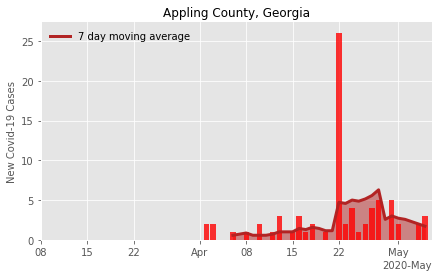 Appling County, Georgia
7 day moving average
New Covid-19 Cases
25
20
15
10
5
0
08 15 22 Apr 08 15 22 May
2020-May